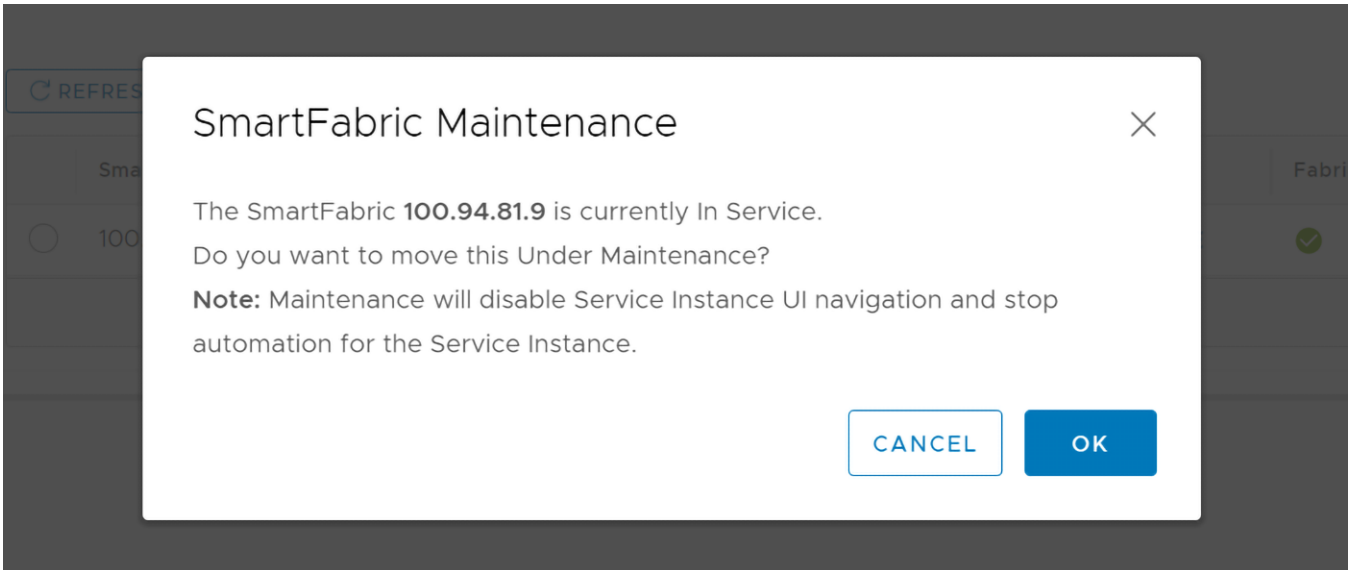 SmartFabric Maintenance
REFRES
Sma
Fabri
The SmartFabric 100.94.81.9 is currently In Service.
100
Do you want to move this Under Maintenance?
Note: Maintenance will disable Service Instance UI navigation and stop
automation for the Service Instance.
CANCEL
OK